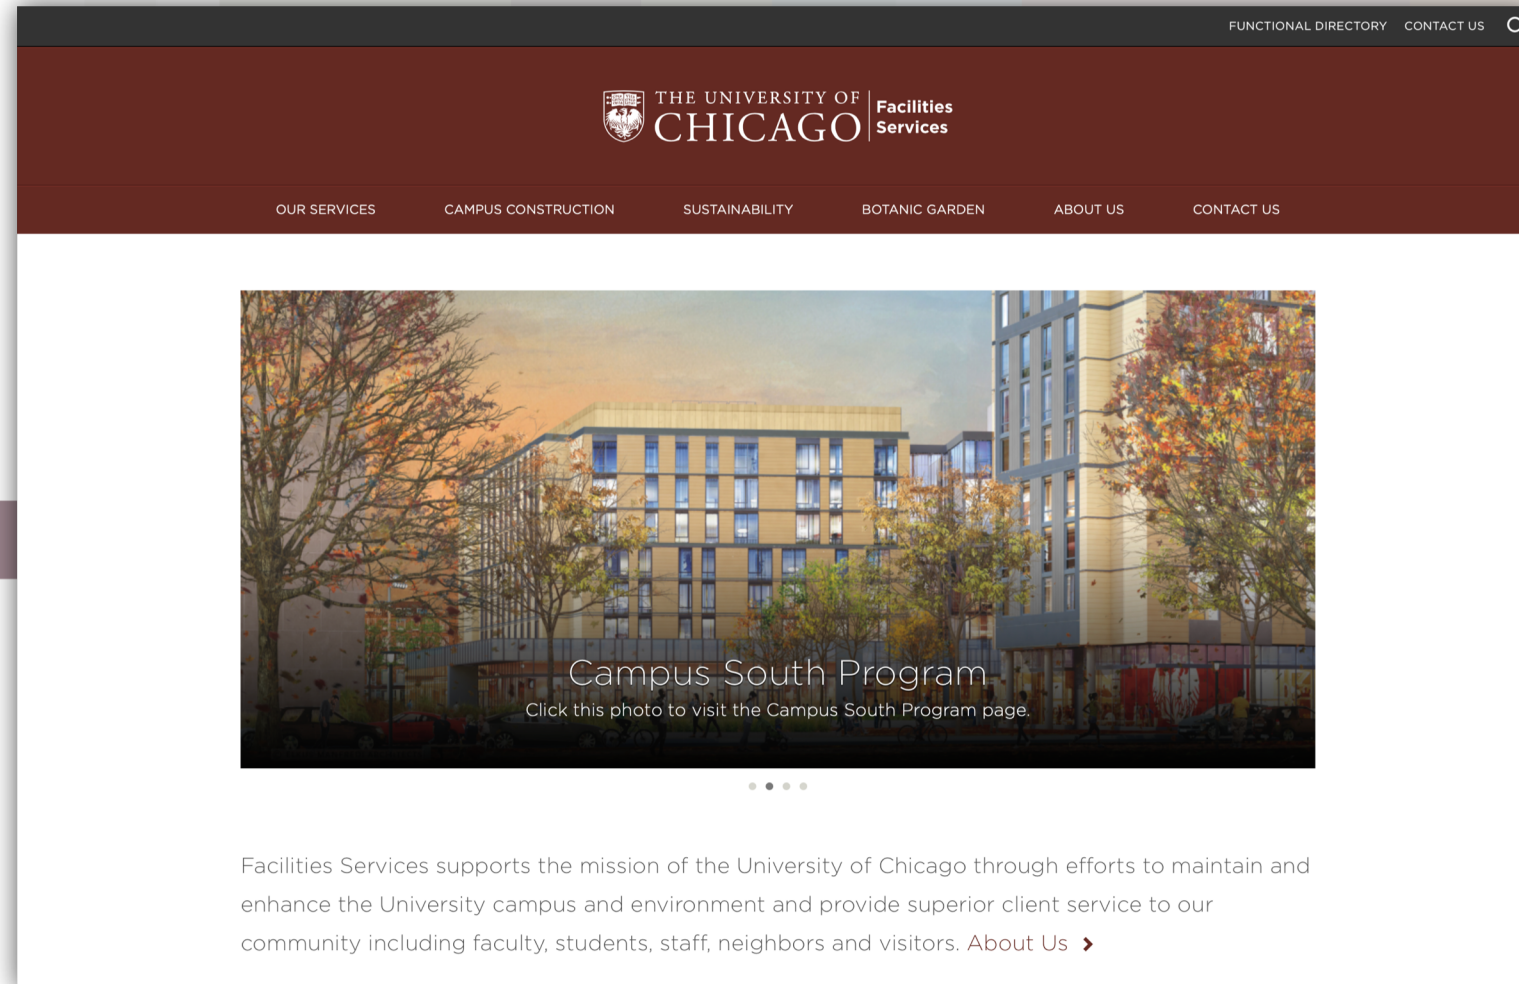 FUNCTIONAL DIRECTORY CONTACT US
THE UNIVERSITY OF
CHICAGO
Facilities
Services
OUR SERVICES CAMPUS CONSTRUCTION SUSTAINABILITY BOTANIC GARDEN ABOUT US CONTACT US
Campus South Program
Click this photo to visit the Campus South Program page.
Facilities Services supports the mission of the University of Chicago through efforts to maintain and
enhance the University campus and environment and provide superior client service to our
community including faculty, students, staff, neighbors and visitors. About Us